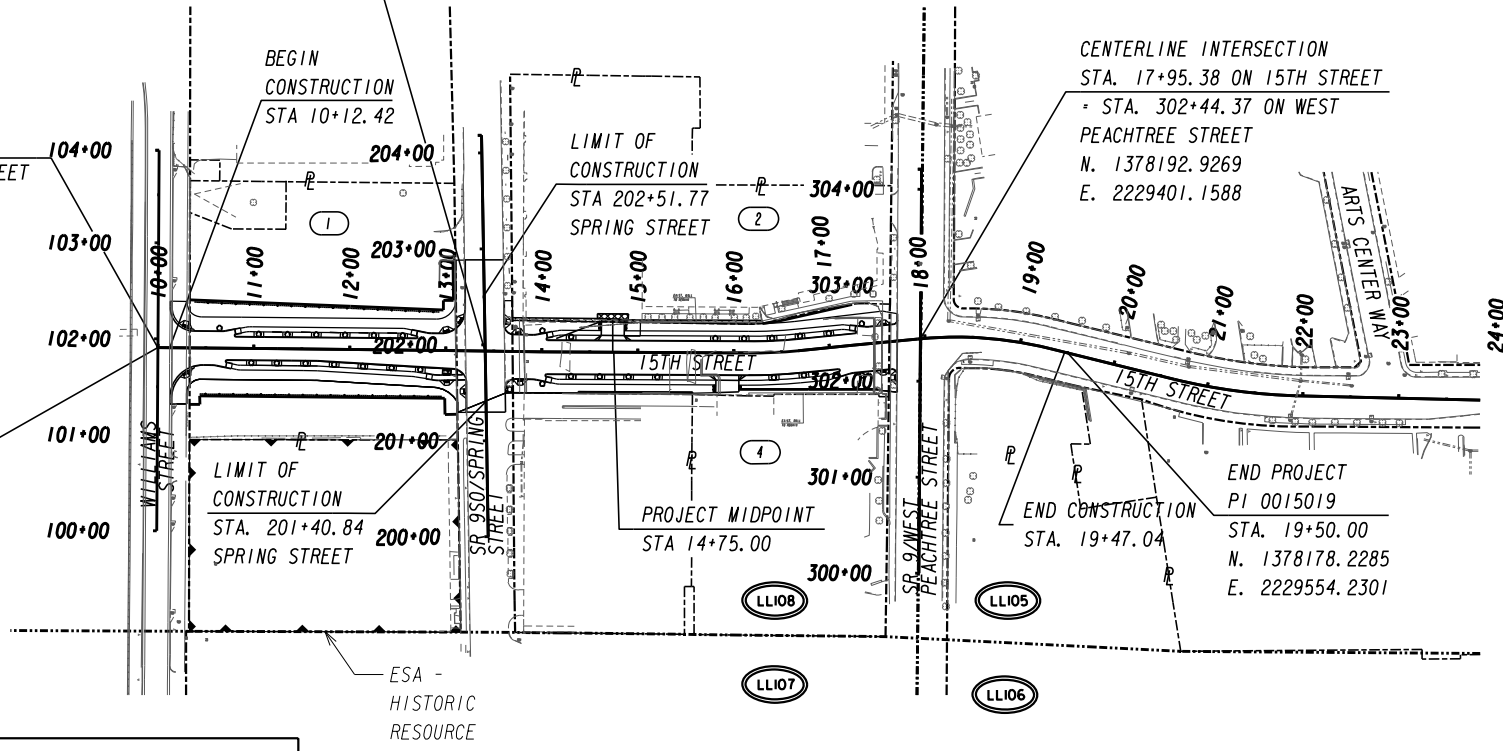 BEGIN
CONSTRUCTION
STA 10+12.42
CENTERLINE INTERSECTION
STA. 17+95.38 ON 15TH STREET
= STA. 302+44.37 ON WEST
PEACHTREE STREET
N. 1378192.9269
E. 2229401.1588
LIMIT OF
CONSTRUCTION
STA 202+51.77
SPRING STREET
EET
104+00
103+00
102+00
101+00
100+00
204+00
203+00
202+00
201+00
200+00
304+00
303+00
302+00
301+00
300+00
10+00
11+00
12+00
13+00
14+00
15+00
16+00
17+00
18+00
19+00
20+00
21+00
22+00
23+00
24+00
1
2
4
PL
PL
PL
PL
PL
PL
PL
PL
15TH STREET
15TH STREET
ARTS CENTER WAY
WILLIAMS
STREET
SR 9SO/SPRING
STREET
SR 9/WEST
PEACHTREE STREET
LIMIT OF
CONSTRUCTION
STA. 201+40.84
SPRING STREET
PROJECT MIDPOINT
STA 14+75.00
END CONSTRUCTION
STA. 19+47.04
END PROJECT
PI 0015019
STA. 19+50.00
N. 1378178.2285
E. 2229554.2301
LL108
LL105
LL107
LL106
ESA -
HISTORIC
RESOURCE